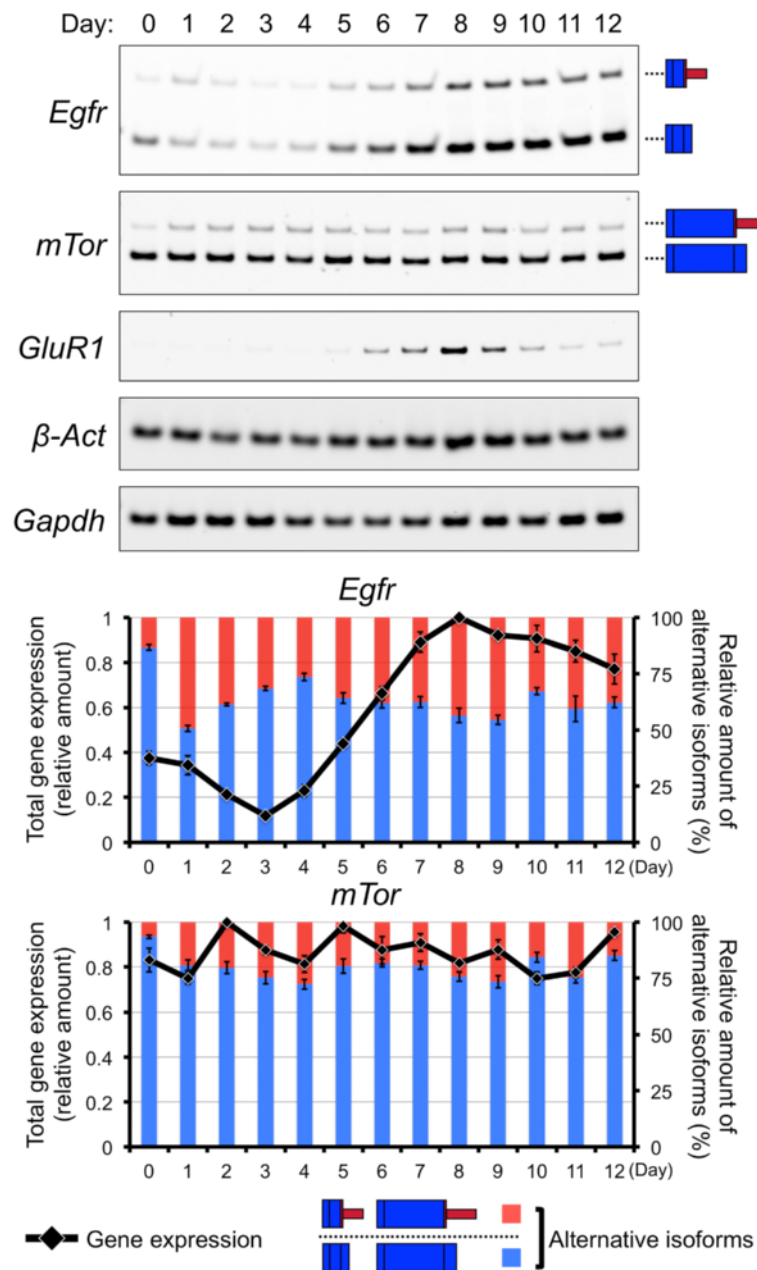 Day: 0 1 2 3 4 5 6 7 8 9 10 11 12
Egfr
mTor
GluR1
β-Act
Gapdh
Egfr
Total gene expression
(relative amount)
1
0.8
0.6
0.4
0.2
0
100
75
50
25
0
Relative amount of
alternative isoforms (%)
0 1 2 3 4 5 6 7 8 9 10 11 12 (Day)
mTor
Total gene expression
(relative amount)
1
0.8
0.6
0.4
0.2
0
100
75
50
25
0
Relative amount of
alternative isoforms (%)
0 1 2 3 4 5 6 7 8 9 10 11 12 (Day)
Gene expression
Alternative isoforms